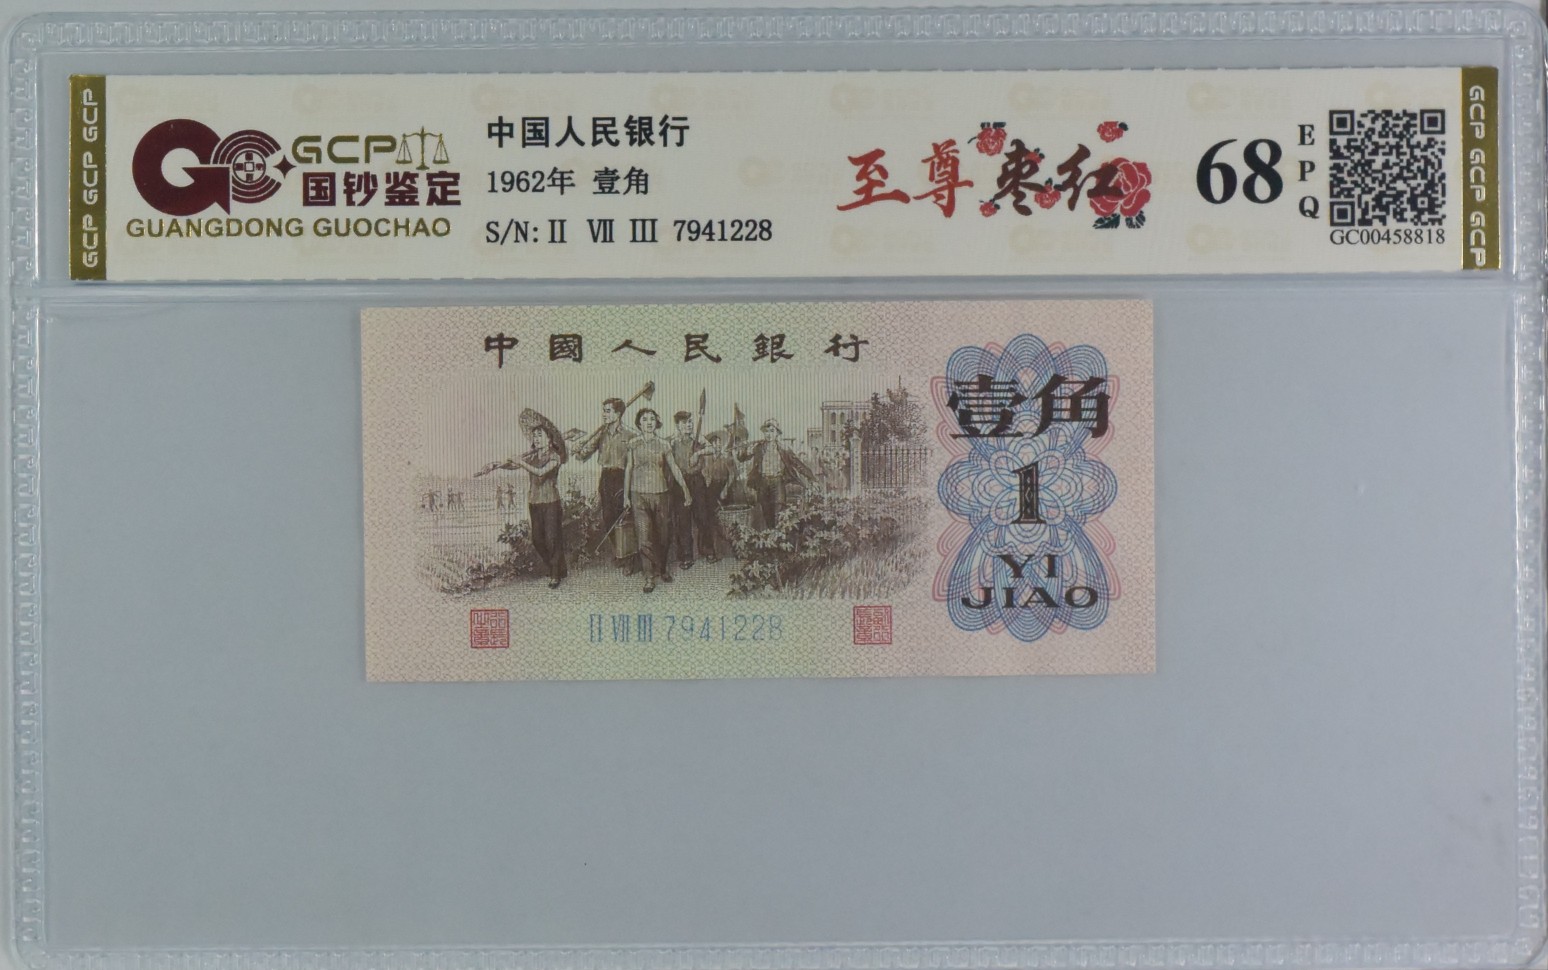 GCP GCP GCP
GCP
国钞鉴定
GUANGDONG GUOCHAO
中国人民银行
1962年 壹角
S/N: II VII III 7941228
至尊枣红
68
EPQ
GC00458818
GCP GCP GCP
中國人民銀行
壹角
1
YI
JIAO
II VII III 7941228